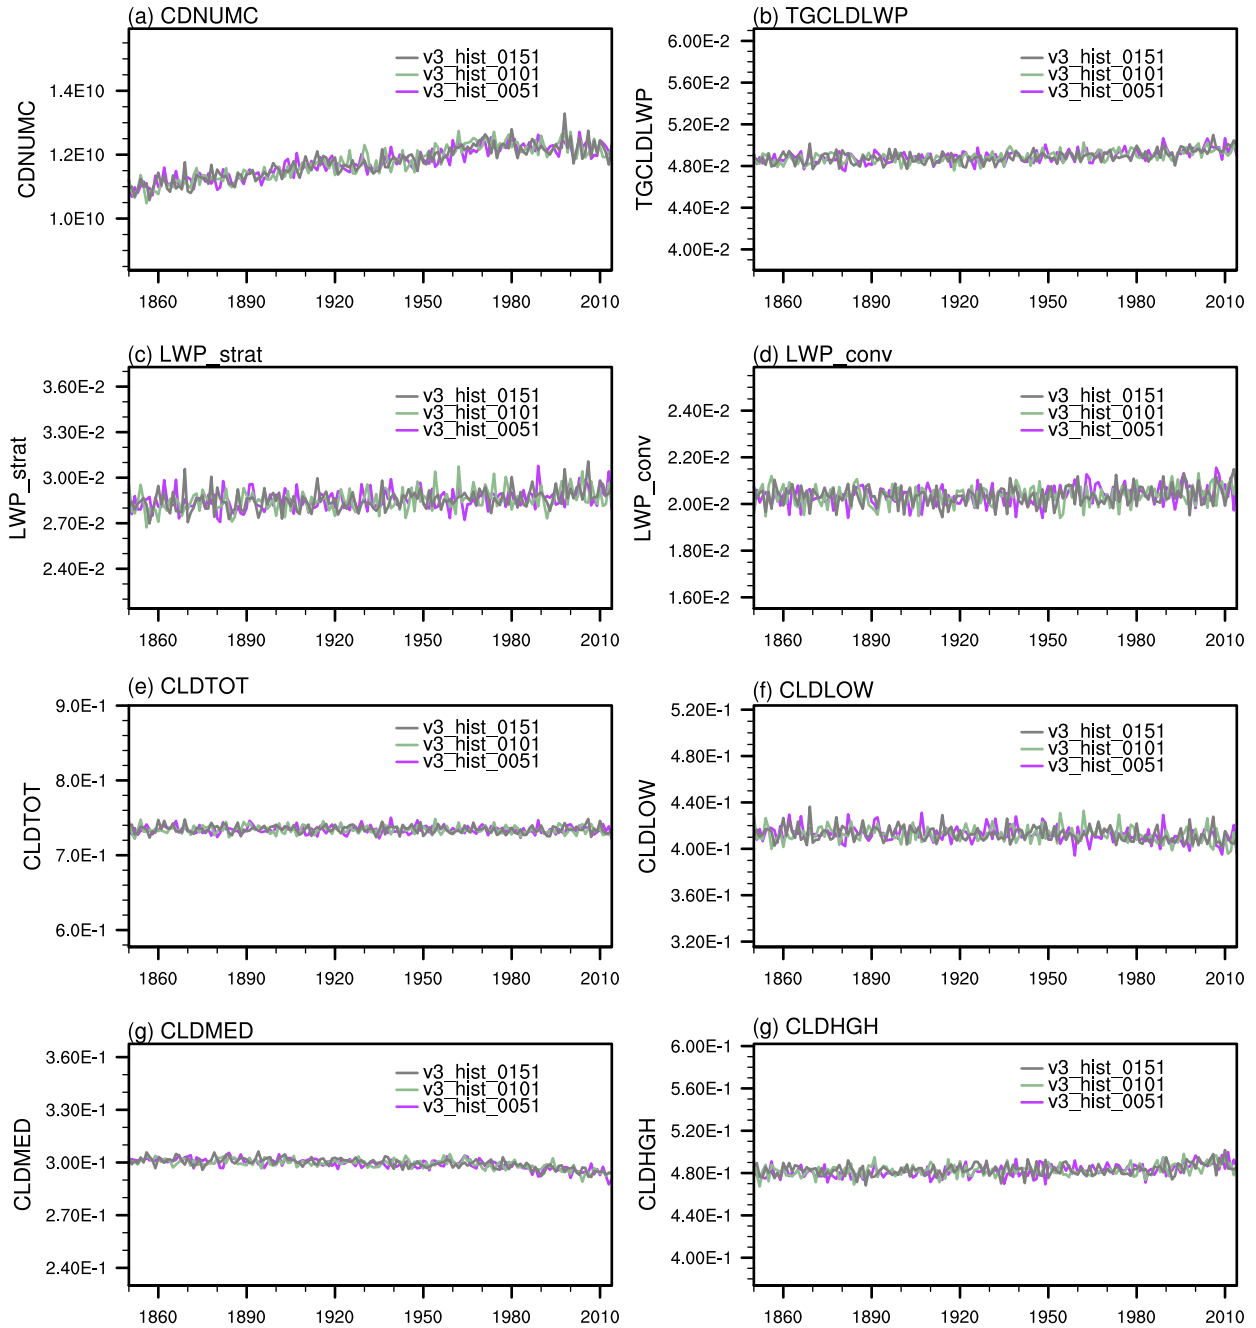 (a) CDNUMC
CDNUMC
1.4E10
1.2E10
1.0E10
v3_hist_0151
v3_hist_0101
v3_hist_0051
1860 1890 1920 1950 1980 2010
(b) TGCLDLWP
TGCLDLWP
6.00E-2
5.60E-2
5.20E-2
4.80E-2
4.40E-2
4.00E-2
v3_hist_0151
v3_hist_0101
v3_hist_0051
1860 1890 1920 1950 1980 2010
(c) LWP_strat
LWP_strat
3.60E-2
3.30E-2
3.00E-2
2.70E-2
2.40E-2
v3_hist_0151
v3_hist_0101
v3_hist_0051
1860 1890 1920 1950 1980 2010
(d) LWP_conv
LWP_conv
2.40E-2
2.20E-2
2.00E-2
1.80E-2
1.60E-2
v3_hist_0151
v3_hist_0101
v3_hist_0051
1860 1890 1920 1950 1980 2010
(e) CLDTOT
CLDTOT
9.0E-1
8.0E-1
7.0E-1
6.0E-1
v3_hist_0151
v3_hist_0101
v3_hist_0051
1860 1890 1920 1950 1980 2010
(f) CLDLOW
CLDLOW
5.20E-1
4.80E-1
4.40E-1
4.00E-1
3.60E-1
3.20E-1
v3_hist_0151
v3_hist_0101
v3_hist_0051
1860 1890 1920 1950 1980 2010
(g) CLDMED
CLDMED
3.60E-1
3.30E-1
3.00E-1
2.70E-1
2.40E-1
v3_hist_0151
v3_hist_0101
v3_hist_0051
1860 1890 1920 1950 1980 2010
(g) CLDHGH
CLDHGH
6.00E-1
5.60E-1
5.20E-1
4.80E-1
4.40E-1
4.00E-1
v3_hist_0151
v3_hist_0101
v3_hist_0051
1860 1890 1920 1950 1980 2010